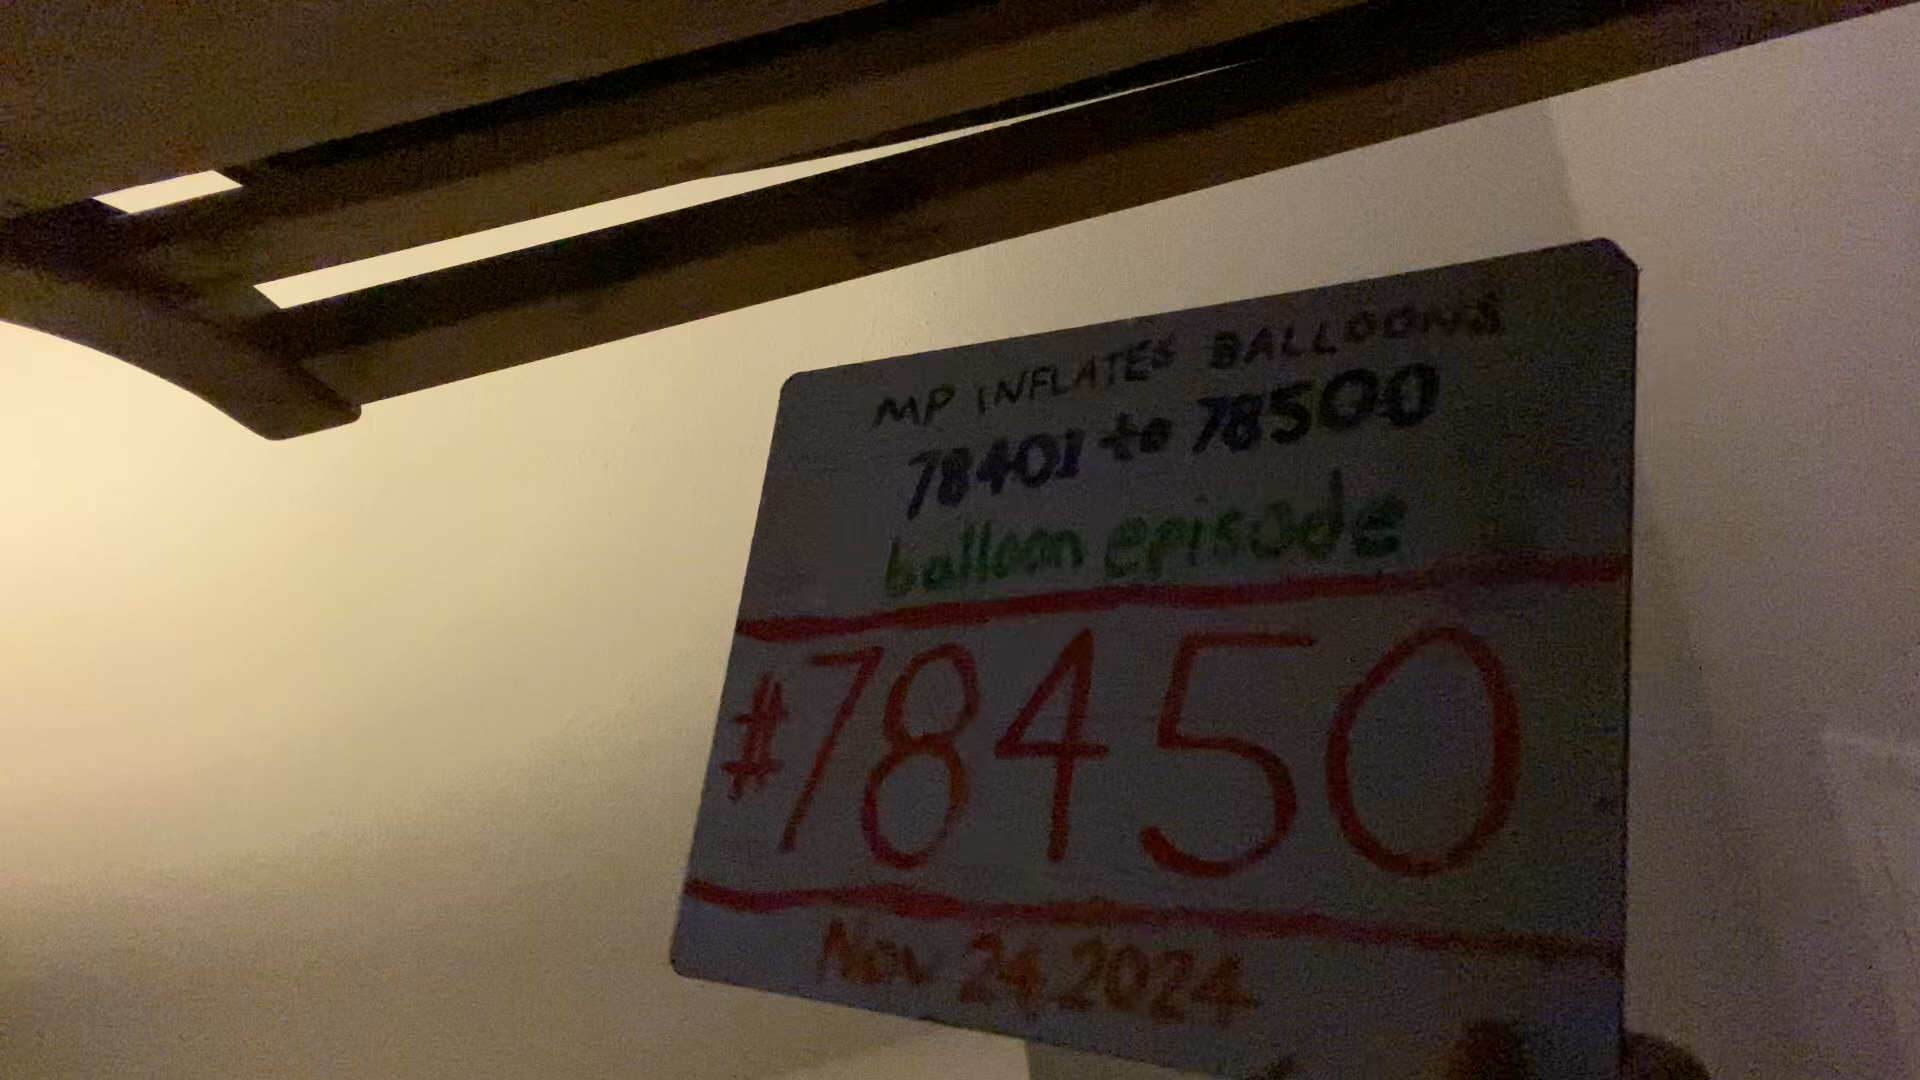 MP INFLATES BALLOONS
78401 to 78500
balloon episode
#78450
Nov 24, 2024